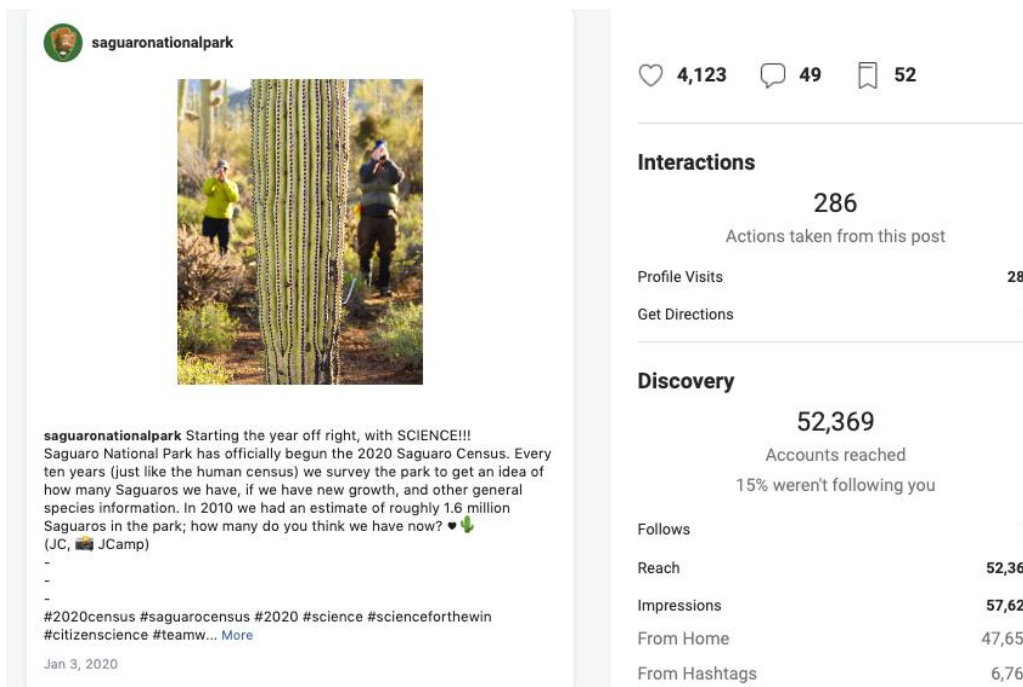 saguaronationalpark
saguaronationalpark Starting the year off right, with SCIENCE!!!
Saguaro National Park has officially begun the 2020 Saguaro Census. Every
ten years (just like the human census) we survey the park to get an idea of
how many Saguaros we have, if we have new growth, and other general
species information. In 2010 we had an estimate of roughly 1.6 million
Saguaros in the park; how many do you think we have now? ♥🌵
(JC, 📸 JCamp)
-
-
-
#2020census #saguarocensus #2020 #science #scienceforthewin
#citizenscience #teamw... More
Jan 3, 2020
4,123 49 52
Interactions
286
Actions taken from this post
Profile Visits
Get Directions
Discovery
52,369
Accounts reached
15% weren't following you
Follows
Reach
Impressions
From Home
From Hashtags